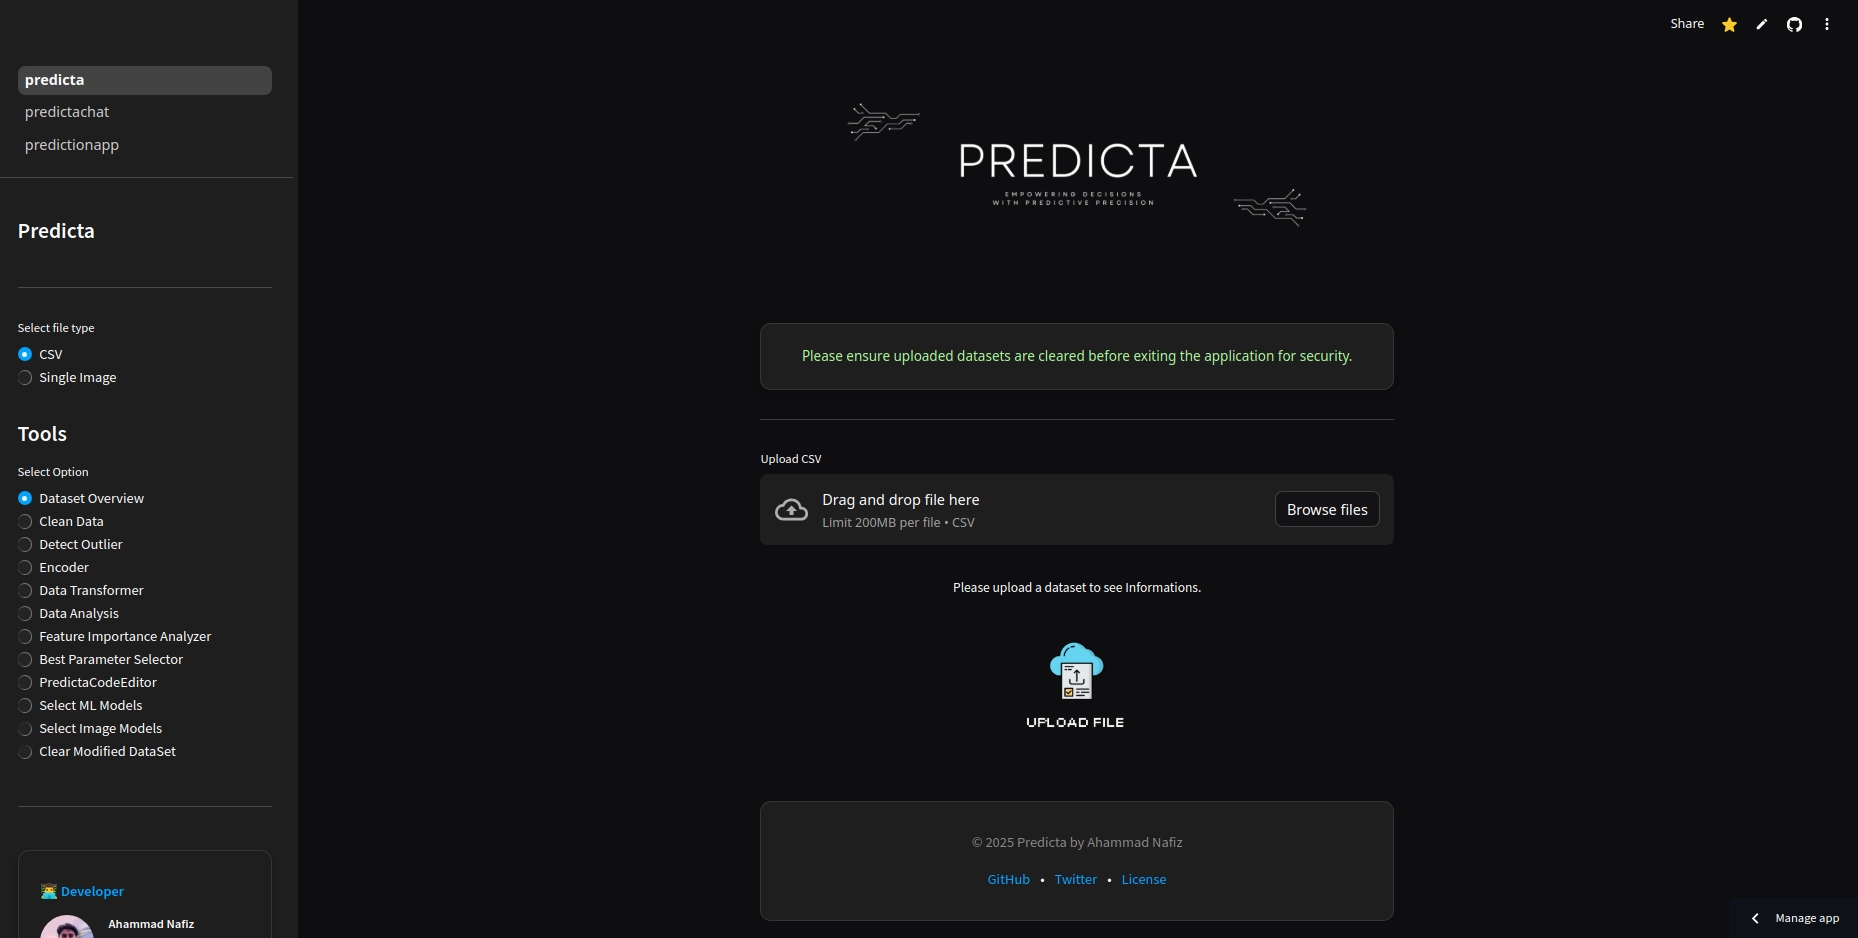 Share
predicta
predictachat
predictionapp
Predicta
Select file type
CSV
Single Image
Tools
Select Option
Dataset Overview
Clean Data
Detect Outlier
Encoder
Data Transformer
Data Analysis
Feature Importance Analyzer
Best Parameter Selector
PredictaCodeEditor
Select ML Models
Select Image Models
Clear Modified DataSet
Developer
Ahammad Nafiz
PREDICTA
EMPOWERING DECISIONS
WITH PREDICTIVE PRECISION
Please ensure uploaded datasets are cleared before exiting the application for security.
Upload CSV
Drag and drop file here
Limit 200MB per file • CSV
Browse files
Please upload a dataset to see Informations.
UPLOAD FILE
© 2025 Predicta by Ahammad Nafiz
GitHub • Twitter • License
Manage app